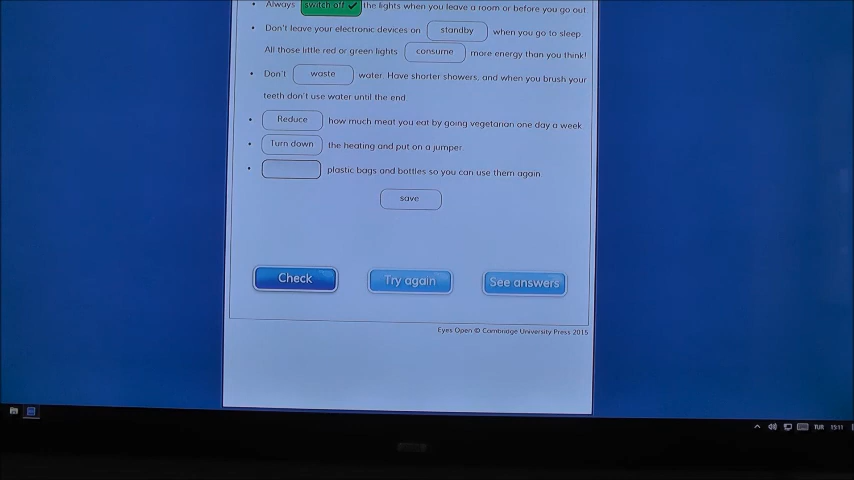 • Always switch off ✔ the lights when you leave a room or before you go out
• Don't leave your electronic devices on standby when you go to sleep
All those little red or green lights consume more energy than you think!
• Don't waste water. Have shorter showers, and when you brush your
teeth don't use water until the end
• Reduce how much meat you eat by going vegetarian one day a week.
• Turn down the heating and put on a jumper.
• plastic bags and bottles so you can use them again.
save
Check Try again See answers
Eyes Open © Cambridge University Press 2015
TUR 15:11